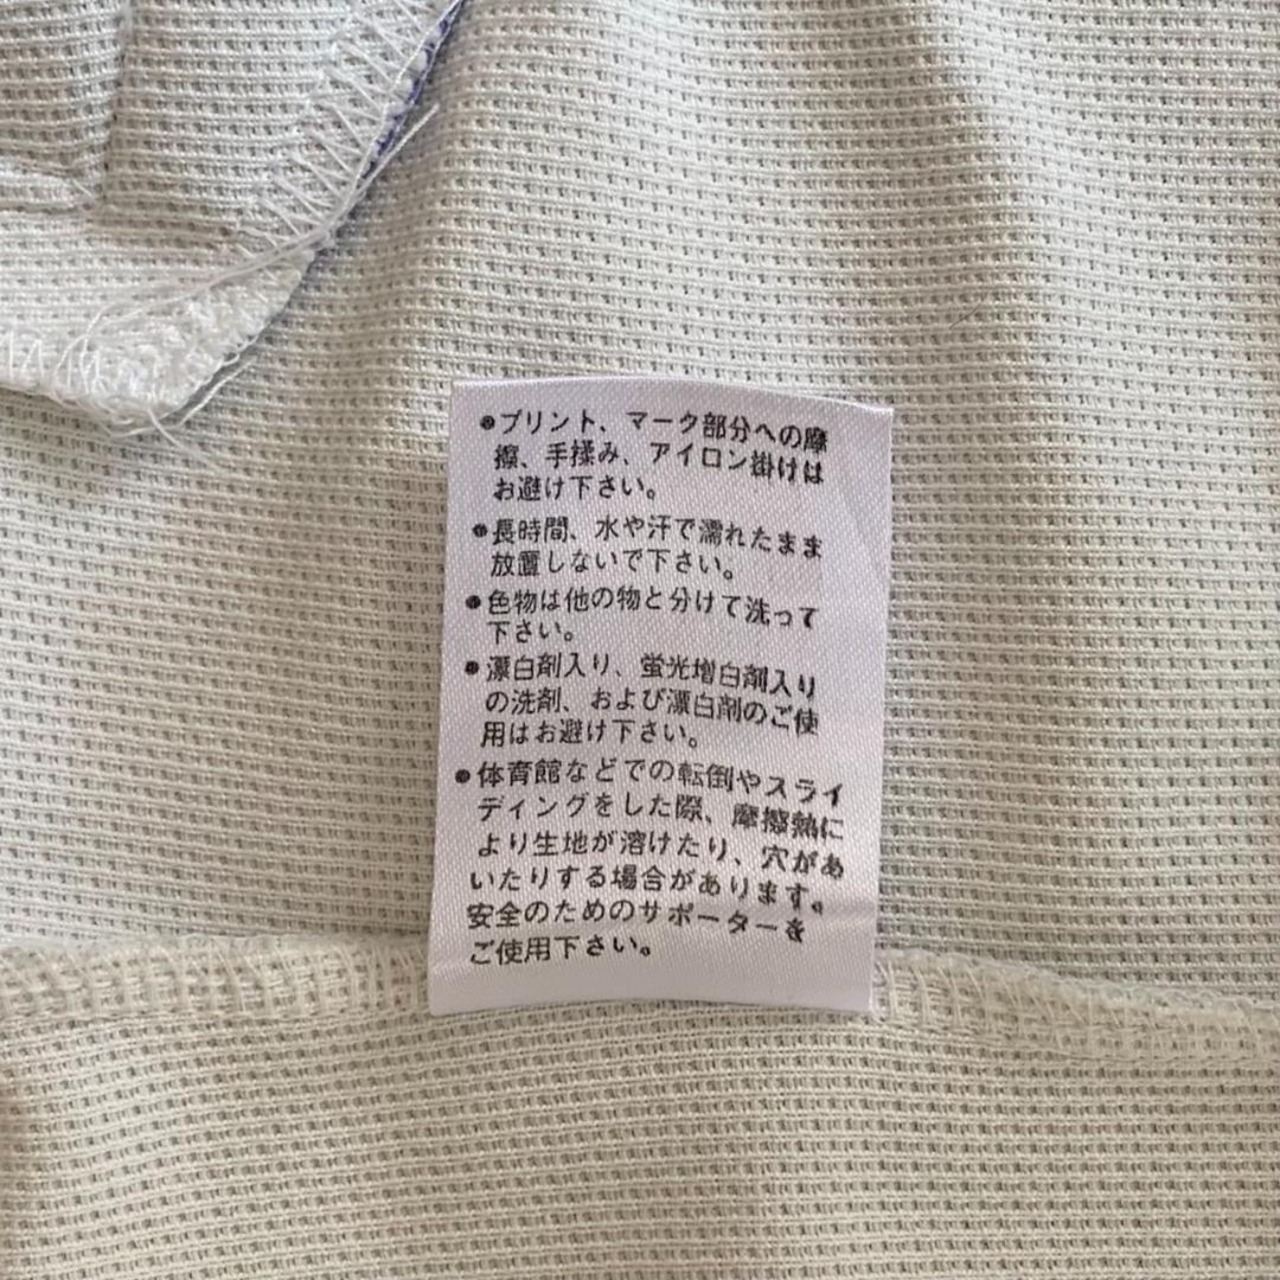 ●プリント、マーク部分への摩
擦、手揉み、アイロン掛けは
お避け下さい。
●長時間、水や汗で濡れたまま
放置しないで下さい。
●色物は他の物と分けて洗って
下さい。
●漂白剤入り、蛍光増白剤入り
の洗剤、および漂白剤のご使
用はお避け下さい。
●体育館などでの転倒やスライ
ディングをした際、摩擦熱に
より生地が溶けたり、穴があ
いたりする場合があります。
安全のためのサポーターを
ご使用下さい。